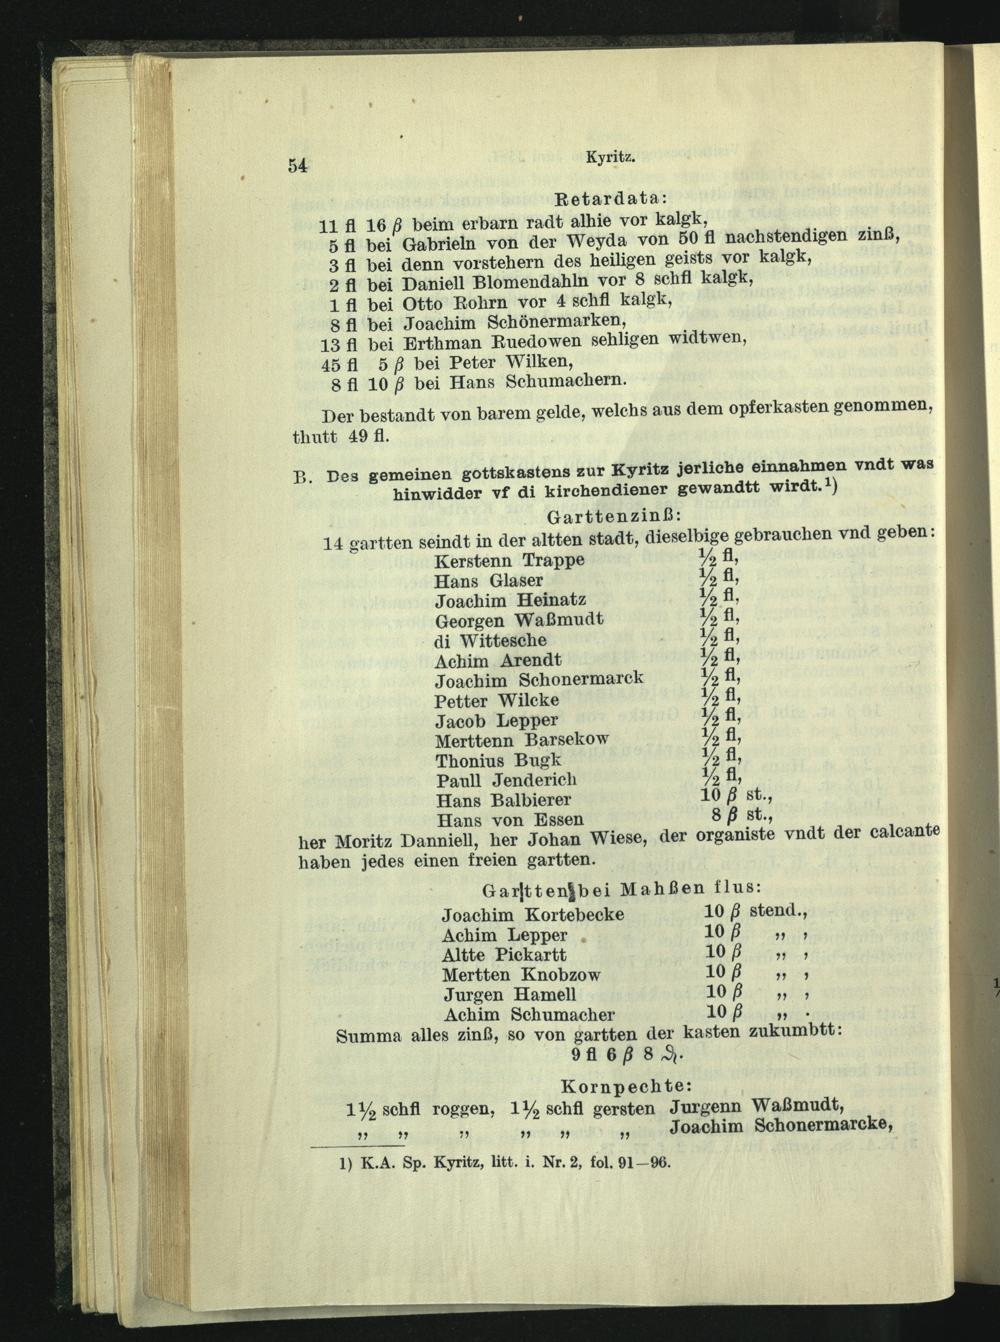 54
Kyritz.
Retardata:
11 fl 16 β beim erbarn radt alhie vor kalgk,
5 fl bei Gabrieln von der Weyda von 50 fl nachstendigen zinß,
3 fl bei denn vorstehern des heiligen geists vor kalgk,
2 fl bei Daniell Blomendahln vor 8 schfl kalgk,
1 fl bei Otto Rohrn vor 4 schfl kalgk,
8 fl bei Joachim Schönermarken,
13 fl bei Erthman Ruedowen sehligen widtwen,
45 fl 5 β bei Peter Wilken,
8 fl 10 β bei Hans Schumachern.
Der bestandt von barem gelde, welchs aus dem opferkasten genommen,
thutt 49 fl.
B. Des gemeinen gottskastens zur Kyritz jerliche einnahmen vndt was
hinwidder vf di kirchendiener gewandtt wirdt.¹)
Garttenzinß:
14 gartten seindt in der altten stadt, dieselbige gebrauchen vnd geben:
Kerstenn Trappe ½ fl,
Hans Glaser ½ fl,
Joachim Heinatz ½ fl,
Georgen Waßmudt ½ fl,
di Wittesche ½ fl,
Achim Arendt ½ fl,
Joachim Schonermarck ½ fl,
Petter Wilcke ½ fl,
Jacob Lepper ½ fl,
Merttenn Barsekow ½ fl,
Thonius Bugk ½ fl,
Paull Jenderich ½ fl,
Hans Balbierer 10 β st.,
Hans von Essen 8 β st.,
her Moritz Danniell, her Johan Wiese, der organiste vndt der calcante
haben jedes einen freien gartten.
Gartten bei Mahßen flus:
Joachim Kortebecke 10 β stend.,
Achim Lepper 10 β „ ,
Altte Pickartt 10 β „ ,
Mertten Knobzow 10 β „ ,
Jurgen Hamell 10 β „ ,
Achim Schumacher 10 β „ .
Summa alles zinß, so von gartten der kasten zukumbtt:
9 fl 6 β 8 ₰.
Kornpechte:
1½ schfl roggen, 1½ schfl gersten Jurgenn Waßmudt,
„ „ „ „ „ „ Joachim Schonermarcke,
1) K.A. Sp. Kyritz, litt. i. Nr. 2, fol. 91—96.